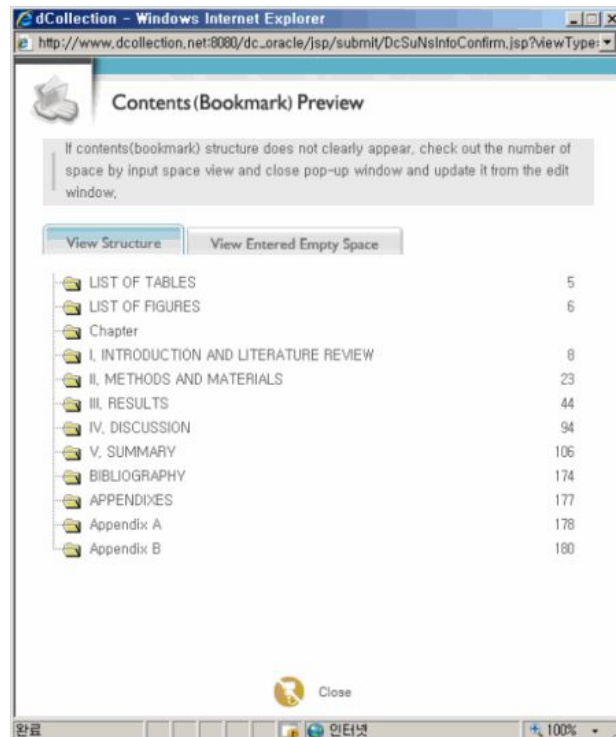 dCollection - Windows Internet Explorer
http://www.dcollection.net:8080/dc_oracle/jsp/submit/DcSuNsInfoConfirm.jsp?viewType=
Contents(Bookmark) Preview
If contents(bookmark) structure does not clearly appear, check out the number of
space by input space view and close pop-up window and update it from the edit
window.
View Structure View Entered Empty Space
LIST OF TABLES 5
LIST OF FIGURES 6
Chapter
I. INTRODUCTION AND LITERATURE REVIEW 8
II. METHODS AND MATERIALS 23
III. RESULTS 44
IV. DISCUSSION 94
V. SUMMARY 106
BIBLIOGRAPHY 174
APPENDIXES 177
Appendix A 178
Appendix B 180
Close
완료 인터넷 100%